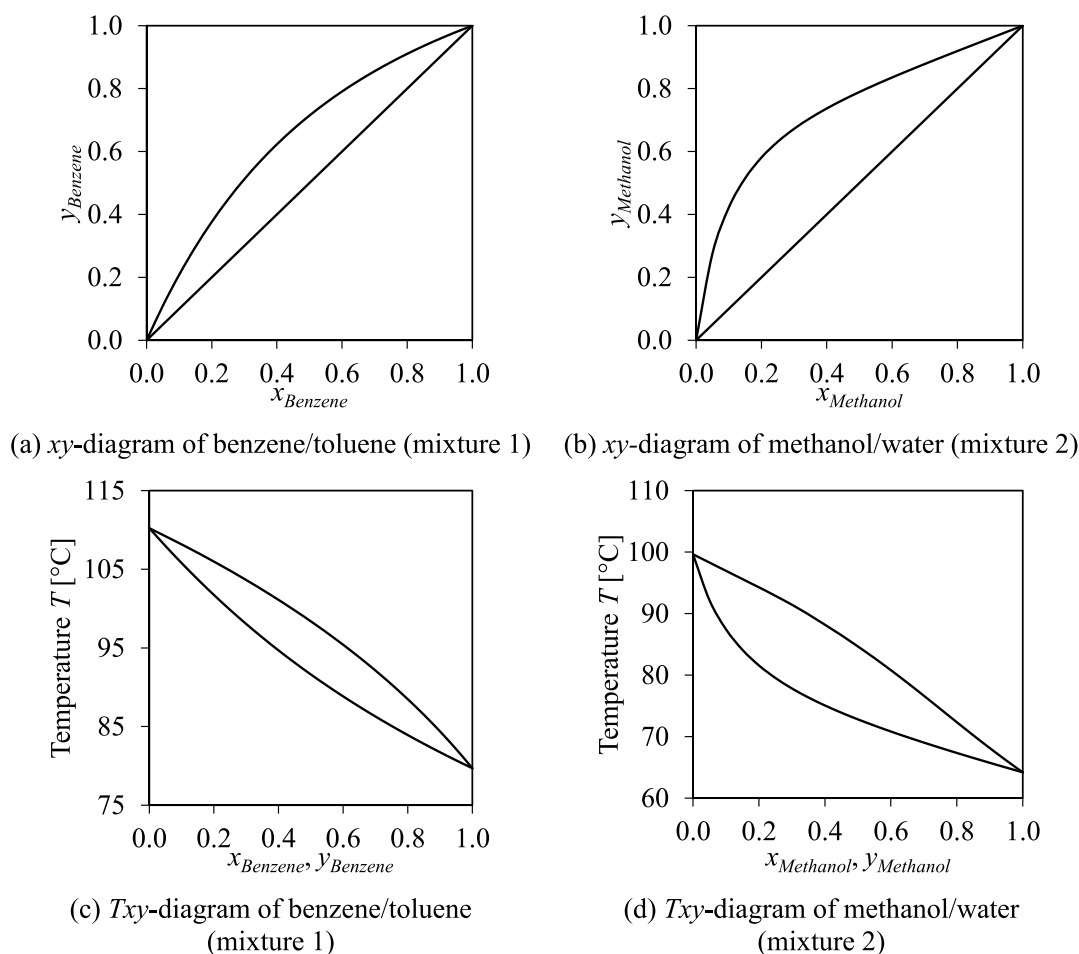 1.0
0.8
0.6
0.4
0.2
0.0
y_Benzene
0.0 0.2 0.4 0.6 0.8 1.0
x_Benzene
(a) xy-diagram of benzene/toluene (mixture 1)
1.0
0.8
0.6
0.4
0.2
0.0
y_Methanol
0.0 0.2 0.4 0.6 0.8 1.0
x_Methanol
(b) xy-diagram of methanol/water (mixture 2)
115
105
95
85
75
Temperature T [°C]
0.0 0.2 0.4 0.6 0.8 1.0
x_Benzene, y_Benzene
(c) Txy-diagram of benzene/toluene
(mixture 1)
110
100
90
80
70
60
Temperature T [°C]
0.0 0.2 0.4 0.6 0.8 1.0
x_Methanol, y_Methanol
(d) Txy-diagram of methanol/water
(mixture 2)